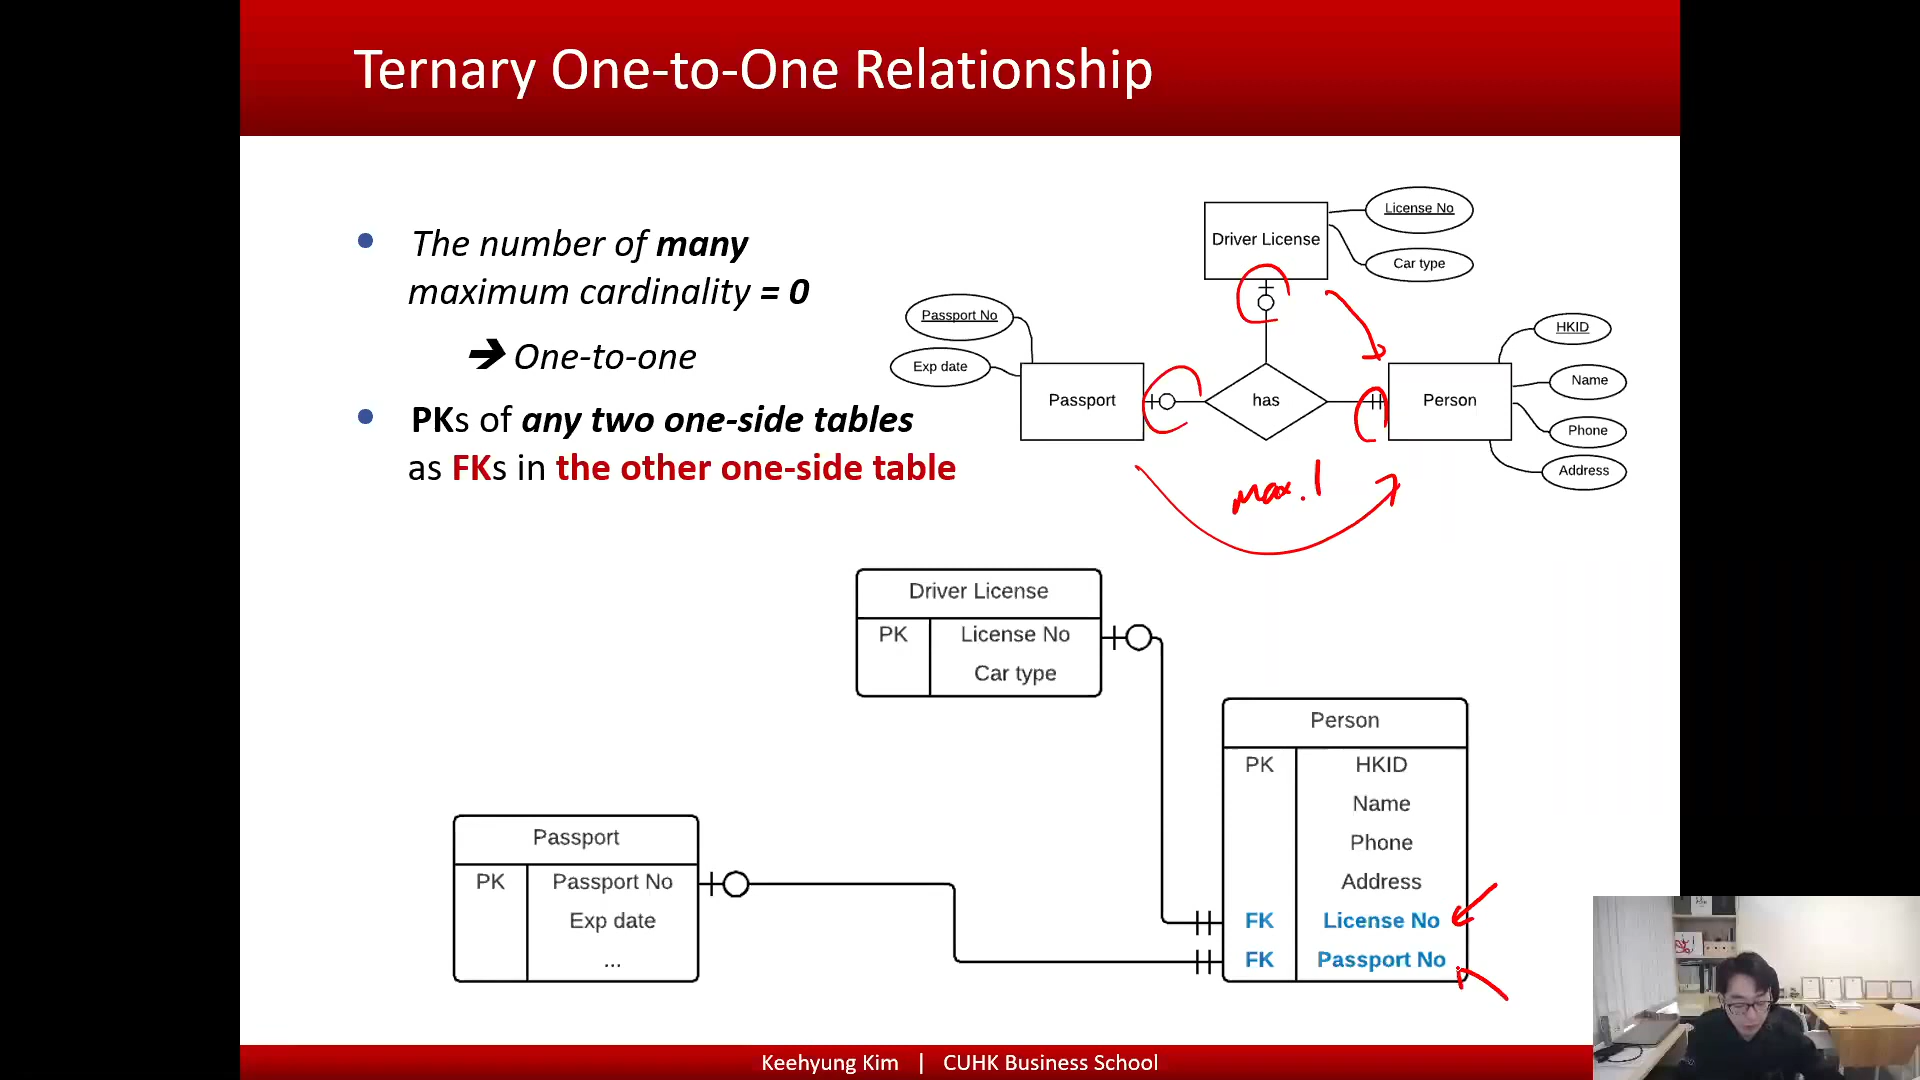 Ternary One-to-One Relationship
• The number of many
maximum cardinality = 0
➔ One-to-one
• PKs of any two one-side tables
as FKs in the other one-side table
License No
Driver License
Car type
Passport No
Exp date
Passport
has
Person
HKID
Name
Phone
Address
Max. 1
Driver License
PK License No
Car type
Person
PK HKID
Name
Phone
Address
FK License No
FK Passport No
Passport
PK Passport No
Exp date
...
Keehyung Kim | CUHK Business School